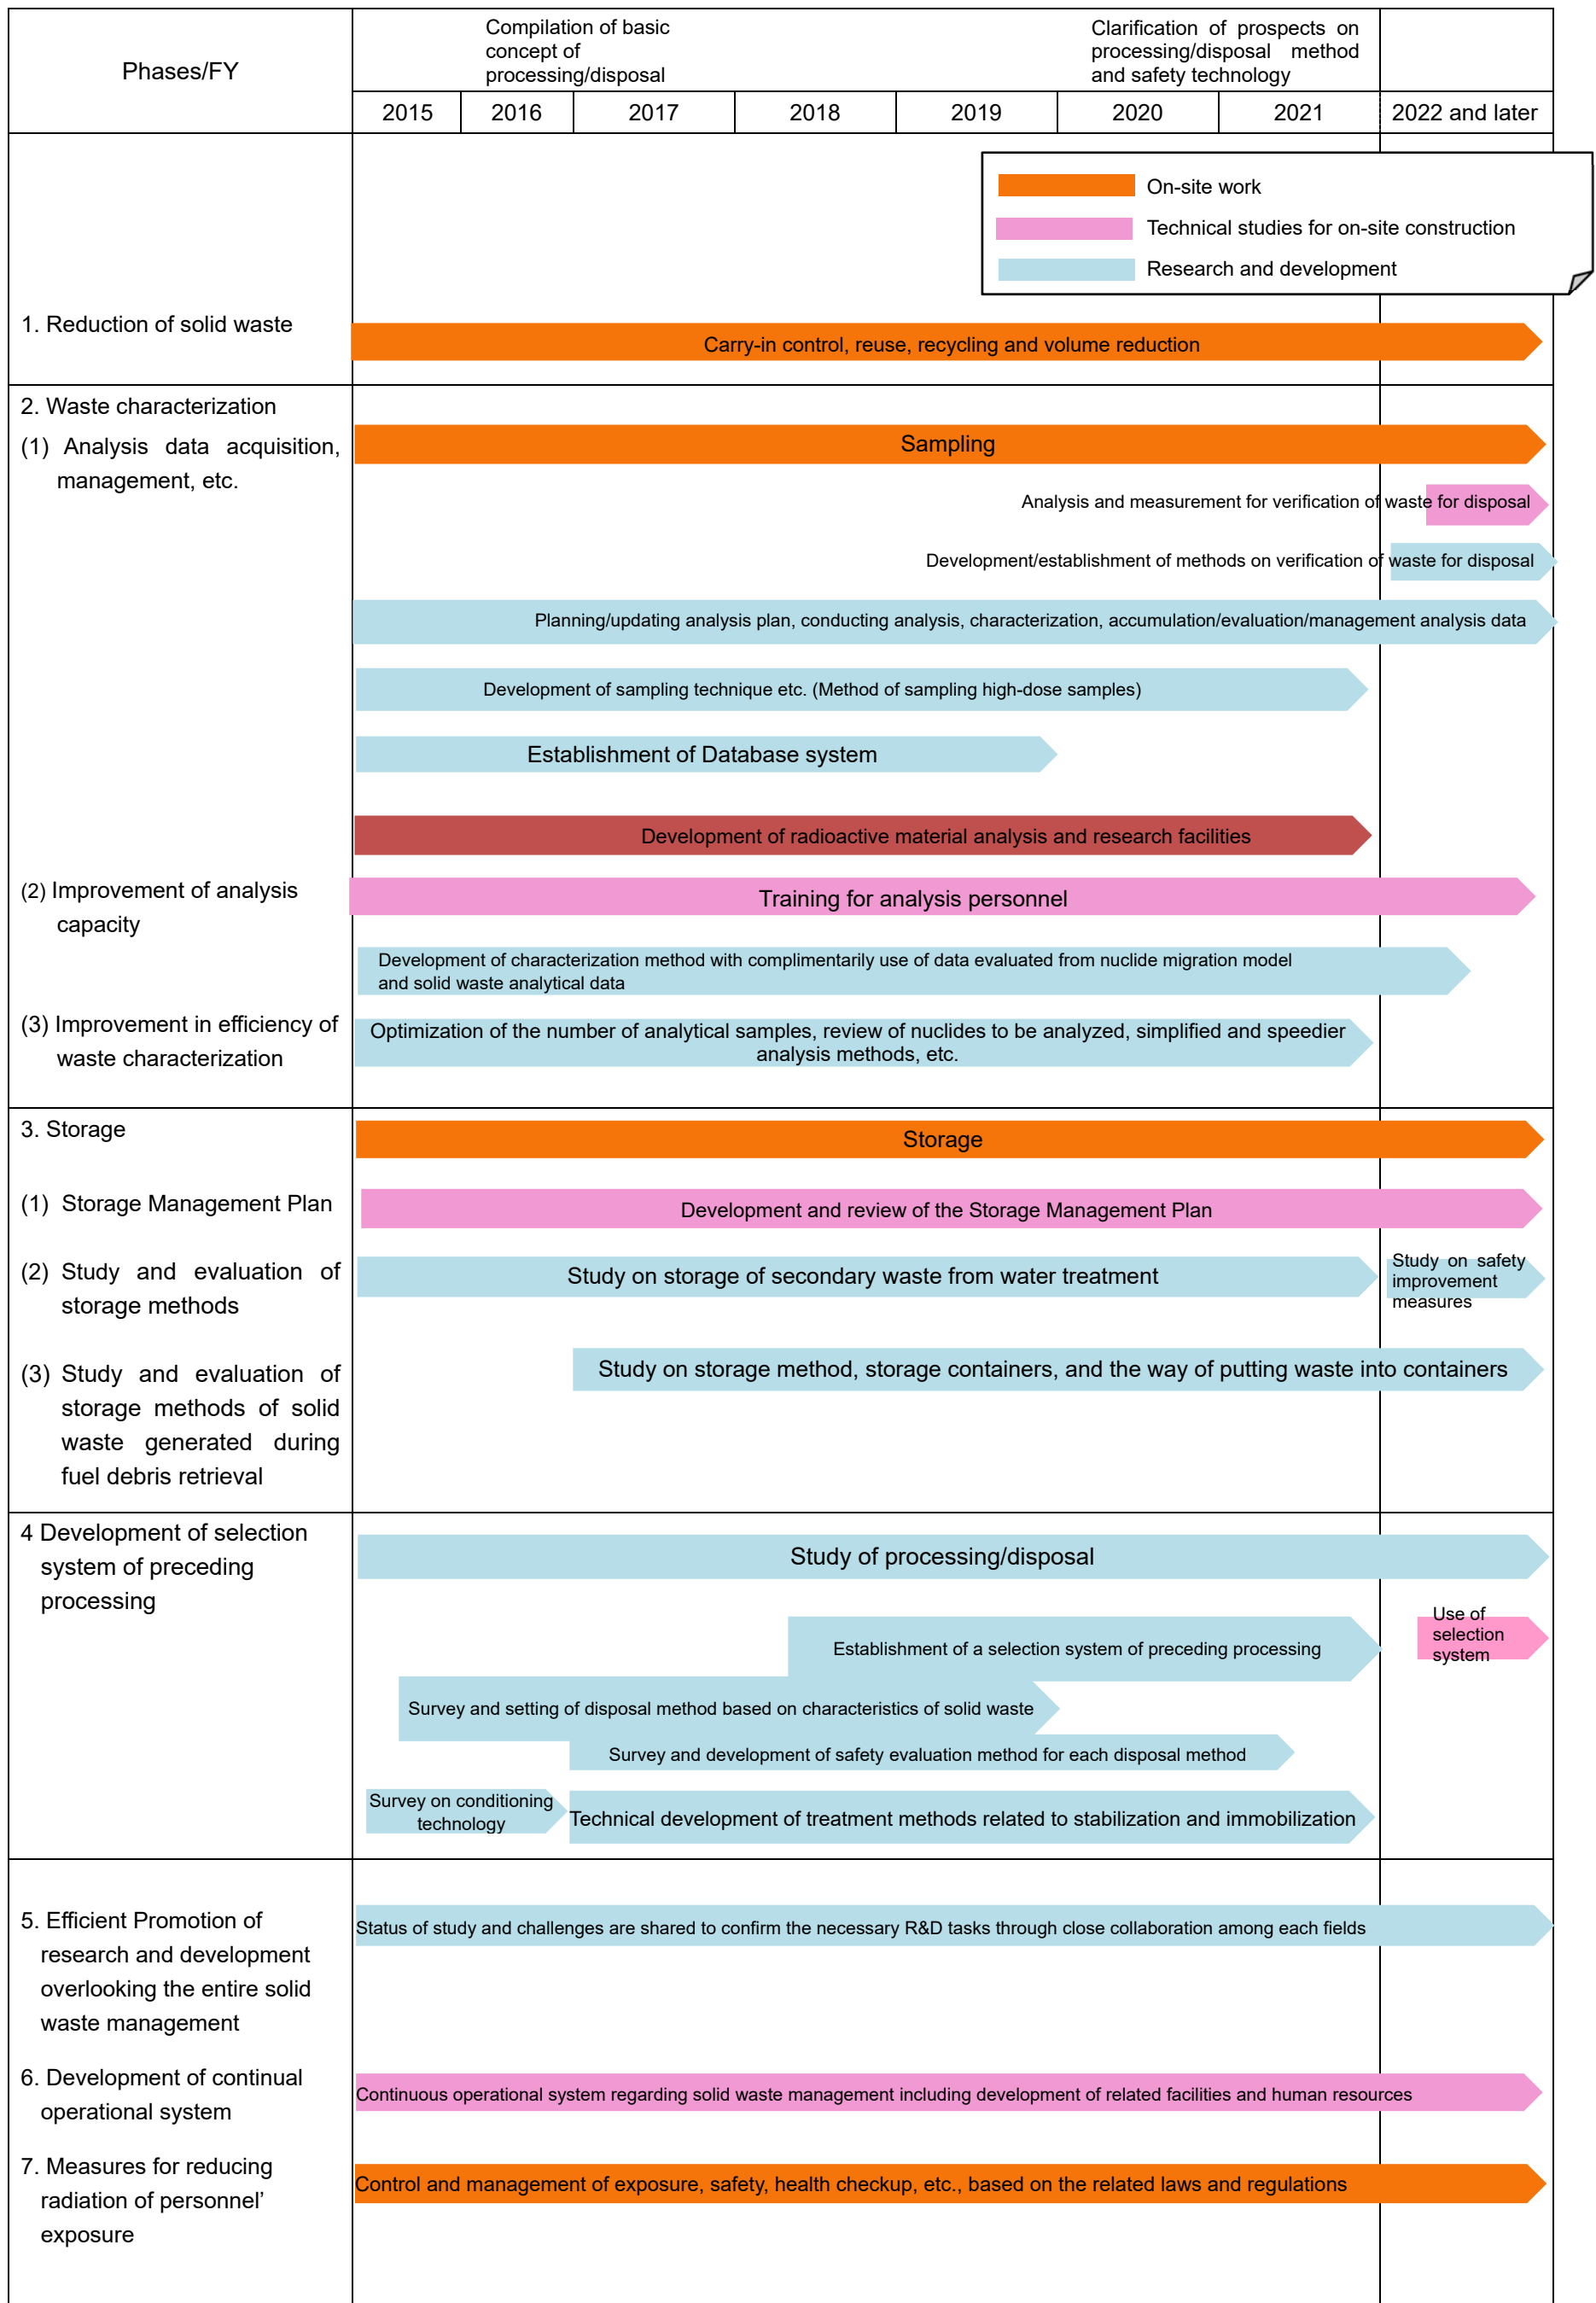 Phases/FY
Compilation of basic
concept of
processing/disposal
Clarification of prospects on
processing/disposal method
and safety technology
2015 2016 2017 2018 2019 2020 2021 2022 and later
On-site work
Technical studies for on-site construction
Research and development
1. Reduction of solid waste
Carry-in control, reuse, recycling and volume reduction
2. Waste characterization
(1) Analysis data acquisition,
management, etc.
Sampling
Analysis and measurement for verification of waste for disposal
Development/establishment of methods on verification of waste for disposal
Planning/updating analysis plan, conducting analysis, characterization, accumulation/evaluation/management analysis data
Development of sampling technique etc. (Method of sampling high-dose samples)
Establishment of Database system
Development of radioactive material analysis and research facilities
(2) Improvement of analysis
capacity
Training for analysis personnel
Development of characterization method with complimentarily use of data evaluated from nuclide migration model
and solid waste analytical data
(3) Improvement in efficiency of
waste characterization
Optimization of the number of analytical samples, review of nuclides to be analyzed, simplified and speedier
analysis methods, etc.
3. Storage
Storage
(1) Storage Management Plan
Development and review of the Storage Management Plan
(2) Study and evaluation of
storage methods
Study on storage of secondary waste from water treatment
Study on safety
improvement
measures
(3) Study and evaluation of
storage methods of solid
waste generated during
fuel debris retrieval
Study on storage method, storage containers, and the way of putting waste into containers
4 Development of selection
system of preceding
processing
Study of processing/disposal
Establishment of a selection system of preceding processing
Use of
selection
system
Survey and setting of disposal method based on characteristics of solid waste
Survey and development of safety evaluation method for each disposal method
Survey on conditioning
technology
Technical development of treatment methods related to stabilization and immobilization
5. Efficient Promotion of
research and development
overlooking the entire solid
waste management
Status of study and challenges are shared to confirm the necessary R&D tasks through close collaboration among each fields
6. Development of continual
operational system
Continuous operational system regarding solid waste management including development of related facilities and human resources
7. Measures for reducing
radiation of personnel’
exposure
Control and management of exposure, safety, health checkup, etc., based on the related laws and regulations